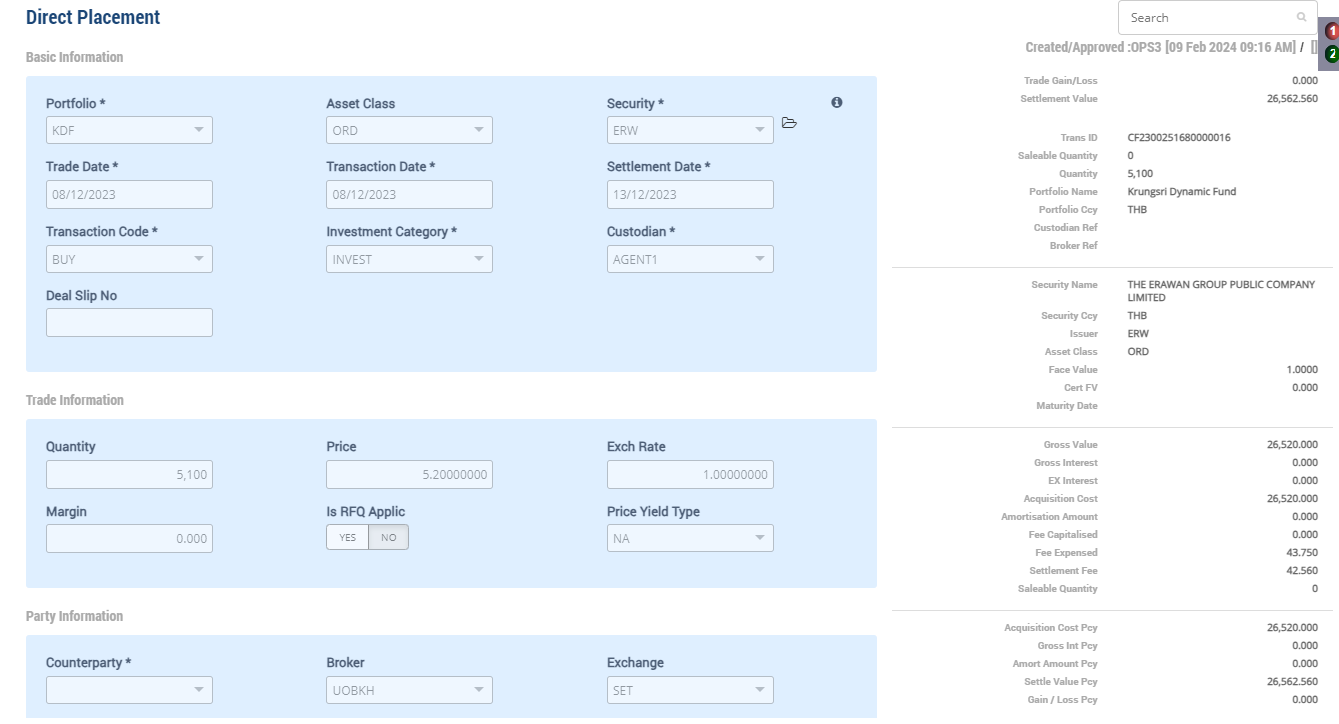 Direct Placement
Search
1
2
Created/Approved :OPS3 [09 Feb 2024 09:16 AM] / []
Basic Information
Portfolio *
Asset Class
Security *
KDF
ORD
ERW
Trade Date *
Transaction Date *
Settlement Date *
08/12/2023
08/12/2023
13/12/2023
Transaction Code *
Investment Category *
Custodian *
BUY
INVEST
AGENT1
Deal Slip No
Trade Information
Quantity
Price
Exch Rate
5,100
5.20000000
1.00000000
Margin
Is RFQ Applic
Price Yield Type
0.000
YES NO
NA
Party Information
Counterparty *
Broker
Exchange
UOBKH
SET
Trade Gain/Loss 0.000
Settlement Value 26,562.560
Trans ID CF2300251680000016
Saleable Quantity 0
Quantity 5,100
Portfolio Name Krungsri Dynamic Fund
Portfolio Ccy THB
Custodian Ref
Broker Ref
Security Name THE ERAWAN GROUP PUBLIC COMPANY
LIMITED
Security Ccy THB
Issuer ERW
Asset Class ORD
Face Value 1.0000
Cert FV 0.000
Maturity Date
Gross Value 26,520.000
Gross Interest 0.000
EX Interest 0.000
Acquisition Cost 26,520.000
Amortisation Amount 0.000
Fee Capitalised 0.000
Fee Expensed 43.750
Settlement Fee 42.560
Saleable Quantity 0
Acquisition Cost Pcy 26,520.000
Gross Int Pcy 0.000
Amort Amount Pcy 0.000
Settle Value Pcy 26,562.560
Gain / Loss Pcy 0.000